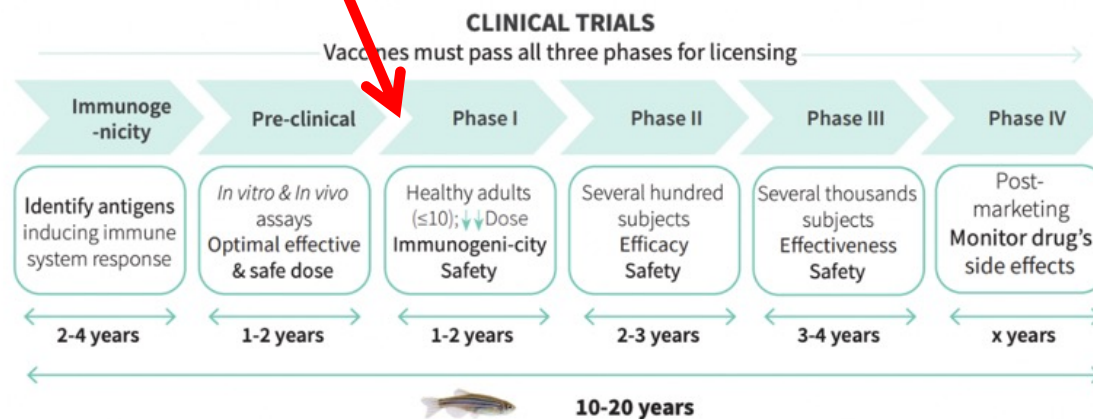 CLINICAL TRIALS
Vaccines must pass all three phases for licensing
Immunoge
-nicity
Pre-clinical
Phase I
Phase II
Phase III
Phase IV
Identify antigens
inducing immune
system response
In vitro & In vivo
assays
Optimal effective
& safe dose
Healthy adults
(≤10);↓↓Dose
Immunogeni-city
Safety
Several hundred
subjects
Efficacy
Safety
Several thousands
subjects
Effectiveness
Safety
Post-
marketing
Monitor drug's
side effects
2-4 years
1-2 years
1-2 years
2-3 years
3-4 years
x years
10-20 years